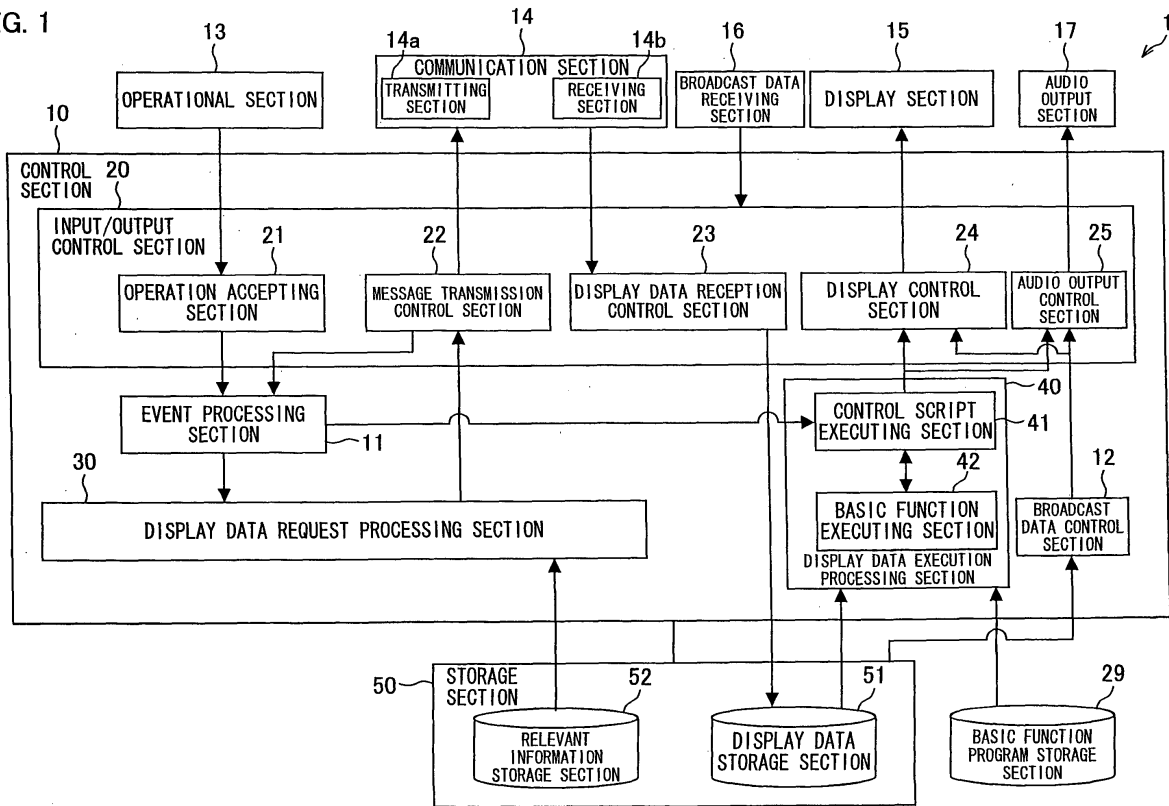 EG. 1
13
14
14a
14b
16
15
17
1
OPERATIONAL SECTION
COMMUNICATION SECTION
TRANSMITTING
SECTION
RECEIVING
SECTION
BROADCAST DATA
RECEIVING
SECTION
DISPLAY SECTION
AUDIO
OUTPUT
SECTION
10
CONTROL
SECTION
20
INPUT/OUTPUT
CONTROL SECTION
21
22
23
24
25
OPERATION ACCEPTING
SECTION
MESSAGE TRANSMISSION
CONTROL SECTION
DISPLAY DATA RECEPTION
CONTROL SECTION
DISPLAY CONTROL
SECTION
AUDIO OUTPUT
CONTROL
SECTION
EVENT PROCESSING
SECTION
11
40
CONTROL SCRIPT
EXECUTING SECTION
41
42
BASIC FUNCTION
EXECUTING SECTION
DISPLAY DATA EXECUTION
PROCESSING SECTION
12
BROADCAST
DATA CONTROL
SECTION
30
DISPLAY DATA REQUEST PROCESSING SECTION
50
STORAGE
SECTION
52
RELEVANT
INFORMATION
STORAGE SECTION
51
DISPLAY DATA
STORAGE SECTION
29
BASIC FUNCTION
PROGRAM STORAGE
SECTION